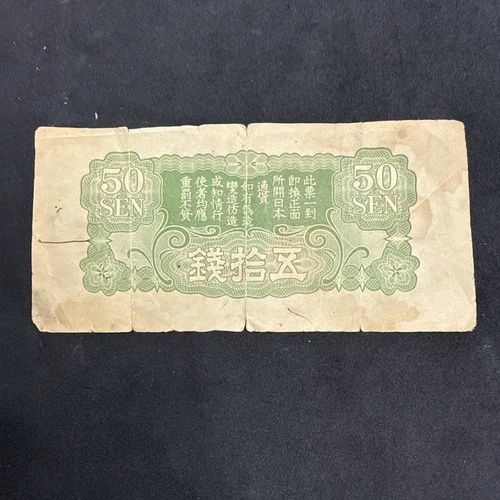 50
SEN
50
SEN
此票一到
即換正面
所開日本
通貨
如有偽造
變造仿造
或知情行
使者均應
重罰不貸
五拾錢